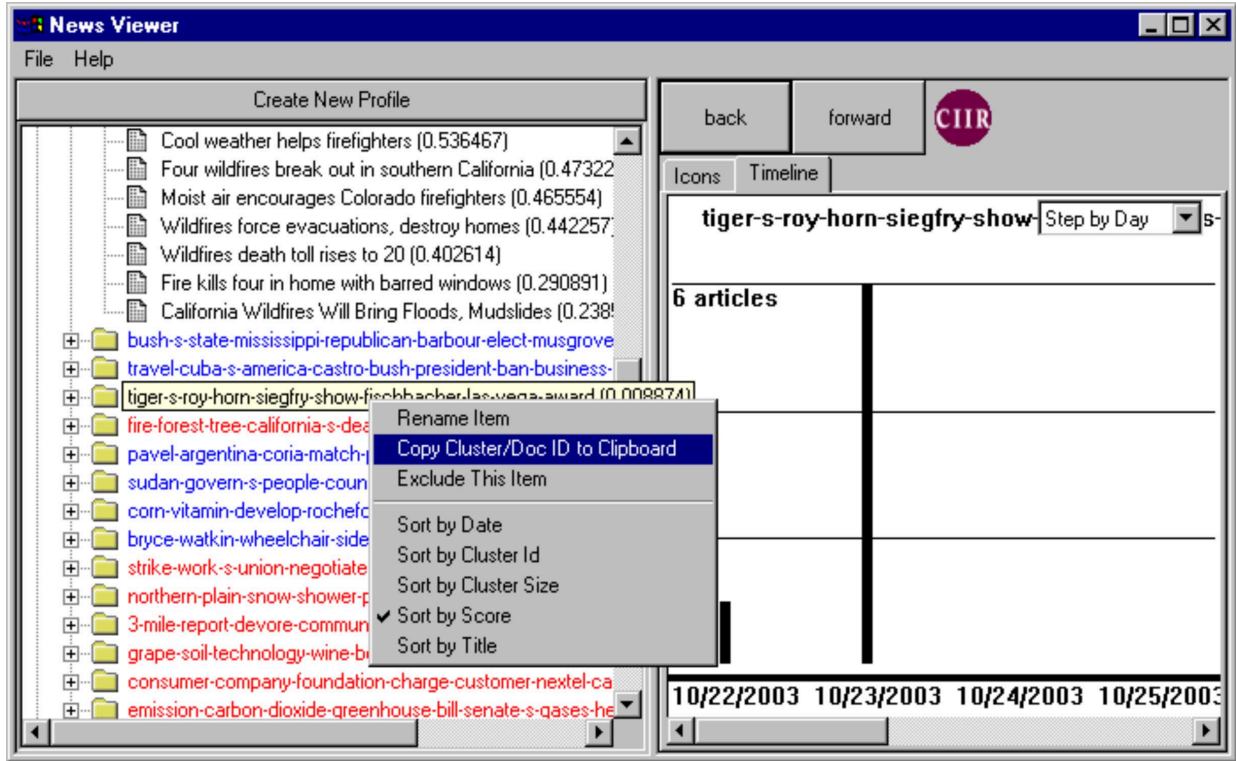 News Viewer
File Help
Create New Profile
Cool weather helps firefighters (0.536467)
Four wildfires break out in southern California (0.47322
Moist air encourages Colorado firefighters (0.465554)
Wildfires force evacuations, destroy homes (0.442257
Wildfires death toll rises to 20 (0.402614)
Fire kills four in home with barred windows (0.290891)
California Wildfires Will Bring Floods, Mudslides (0.238
bush-s-state-mississippi-republican-barbour-elect-musgrove
travel-cuba-s-america-castro-bush-president-ban-business-
tiger-s-roy-horn-siegfry-show-fischbacher-las-vega-award (0.008874)
fire-forest-tree-california-s-dea
pavel-argentina-coria-match-
sudan-govern-s-people-coun
corn-vitamin-develop-rochefo
bryce-watkin-wheelchair-side
strike-work-s-union-negotiate
northern-plain-snow-shower-p
3-mile-report-devore-commun
grape-soil-technology-wine-b
consumer-company-foundation-charge-customer-nextel-ca
emission-carbon-dioxide-greenhouse-bill-senate-s-gases-he
Rename Item
Copy Cluster/Doc ID to Clipboard
Exclude This Item
Sort by Date
Sort by Cluster Id
Sort by Cluster Size
Sort by Score
Sort by Title
back forward CIIR
Icons Timeline
tiger-s-roy-horn-siegfry-show- Step by Day s-
6 articles
10/22/2003 10/23/2003 10/24/2003 10/25/2003